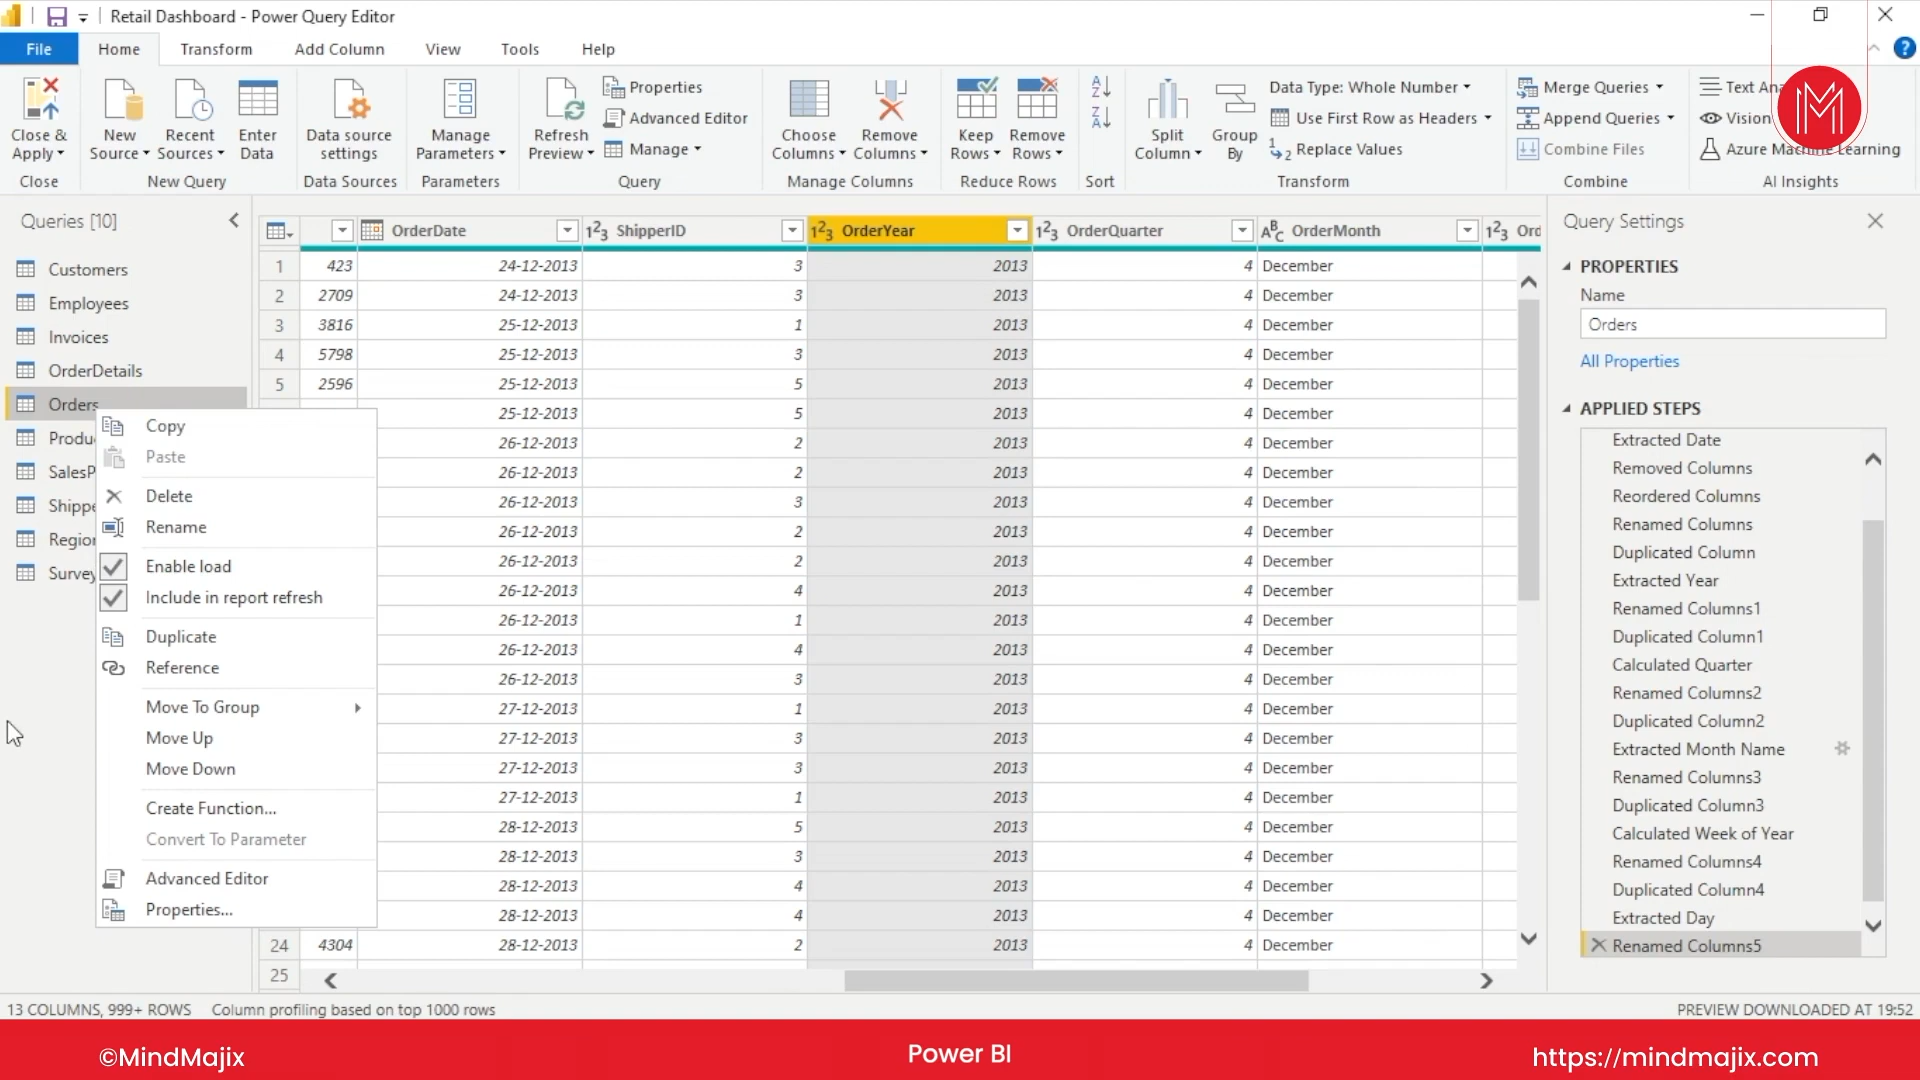 Retail Dashboard - Power Query Editor
File Home Transform Add Column View Tools Help
Close & Apply
Close
New Source
Recent Sources
Enter Data
New Query
Data source settings
Data Sources
Manage Parameters
Parameters
Refresh Preview
Properties
Advanced Editor
Manage
Query
Choose Columns
Remove Columns
Manage Columns
Keep Rows
Remove Rows
Reduce Rows
Sort
Split Column
Group By
Data Type: Whole Number
Use First Row as Headers
Replace Values
Transform
Merge Queries
Append Queries
Combine Files
Combine
Text
Vision
Azure Machine Learning
AI Insights
Queries [10]
Customers
Employees
Invoices
OrderDetails
Orders
Produ
SalesP
Shippe
Region
Survey
Copy
Paste
Delete
Rename
Enable load
Include in report refresh
Duplicate
Reference
Move To Group
Move Up
Move Down
Create Function...
Convert To Parameter
Advanced Editor
Properties...
OrderDate 1²3 ShipperID 1²3 OrderYear 1²3 OrderQuarter ABC OrderMonth 1²3 Ord
1 423 24-12-2013 3 2013 4 December
2 2709 24-12-2013 3 2013 4 December
3 3816 25-12-2013 1 2013 4 December
4 5798 25-12-2013 3 2013 4 December
5 2596 25-12-2013 5 2013 4 December
25-12-2013 5 2013 4 December
26-12-2013 2 2013 4 December
26-12-2013 2 2013 4 December
26-12-2013 3 2013 4 December
26-12-2013 2 2013 4 December
26-12-2013 2 2013 4 December
26-12-2013 4 2013 4 December
26-12-2013 1 2013 4 December
26-12-2013 4 2013 4 December
26-12-2013 3 2013 4 December
27-12-2013 1 2013 4 December
27-12-2013 3 2013 4 December
27-12-2013 3 2013 4 December
27-12-2013 1 2013 4 December
28-12-2013 5 2013 4 December
28-12-2013 3 2013 4 December
28-12-2013 4 2013 4 December
28-12-2013 4 2013 4 December
24 4304 28-12-2013 2 2013 4 December
25
Query Settings
PROPERTIES
Name
Orders
All Properties
APPLIED STEPS
Extracted Date
Removed Columns
Reordered Columns
Renamed Columns
Duplicated Column
Extracted Year
Renamed Columns1
Duplicated Column1
Calculated Quarter
Renamed Columns2
Duplicated Column2
Extracted Month Name
Renamed Columns3
Duplicated Column3
Calculated Week of Year
Renamed Columns4
Duplicated Column4
Extracted Day
Renamed Columns5
13 COLUMNS, 999+ ROWS Column profiling based on top 1000 rows PREVIEW DOWNLOADED AT 19:52
©MindMajix Power BI https://mindmajix.com